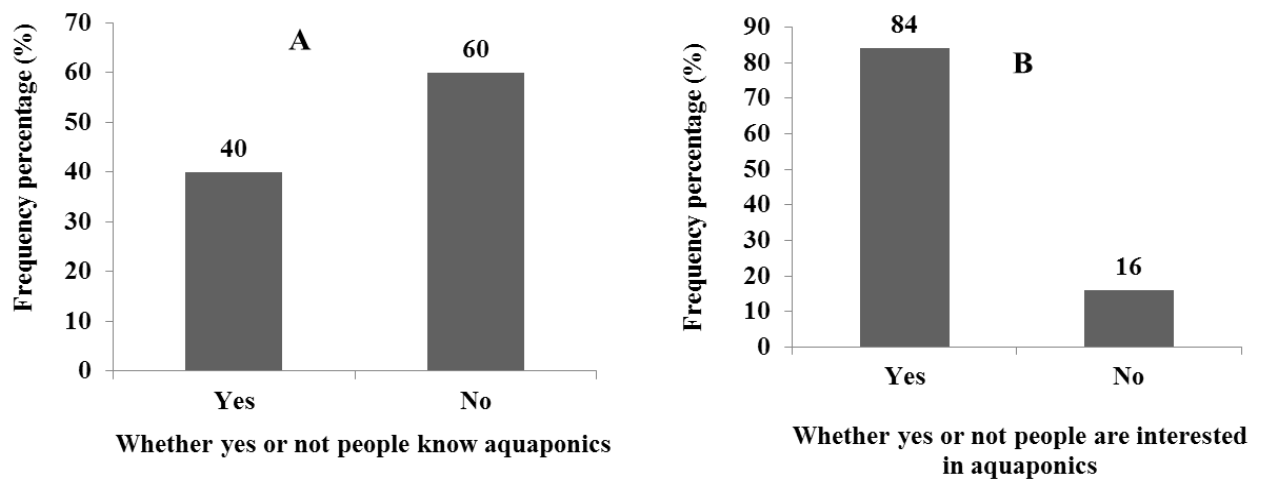 Frequency percentage (%)
70
60
50
40
30
20
10
0
A
40
60
Yes No
Whether yes or not people know aquaponics
Frequency percentage (%)
90
80
70
60
50
40
30
20
10
0
84
B
16
Yes No
Whether yes or not people are interested
in aquaponics